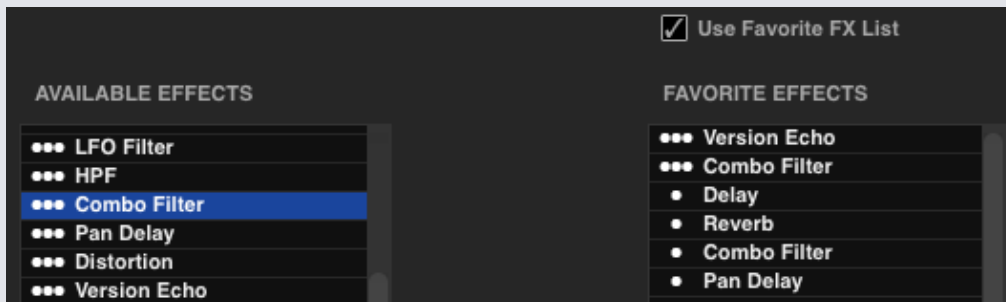 Use Favorite FX List
AVAILABLE EFFECTS
LFO Filter
HPF
Combo Filter
Pan Delay
Distortion
Version Echo
FAVORITE EFFECTS
Version Echo
Combo Filter
Delay
Reverb
Combo Filter
Pan Delay